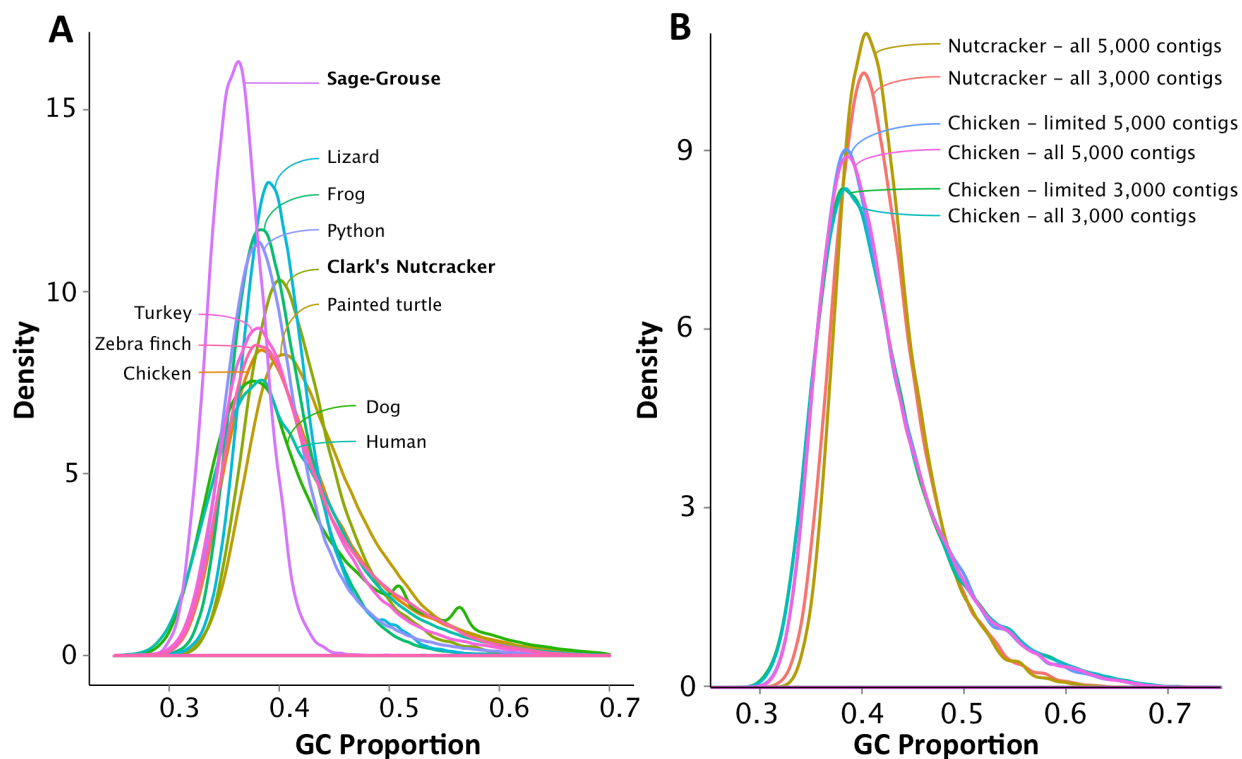 A
Density
15
10
5
0
Sage-Grouse
Lizard
Frog
Python
Clark's Nutcracker
Painted turtle
Turkey
Zebra finch
Chicken
Dog
Human
0.3 0.4 0.5 0.6 0.7
GC Proportion
B
Density
9
6
3
0
Nutcracker – all 5,000 contigs
Nutcracker – all 3,000 contigs
Chicken – limited 5,000 contigs
Chicken – all 5,000 contigs
Chicken – limited 3,000 contigs
Chicken – all 3,000 contigs
0.3 0.4 0.5 0.6 0.7
GC Proportion